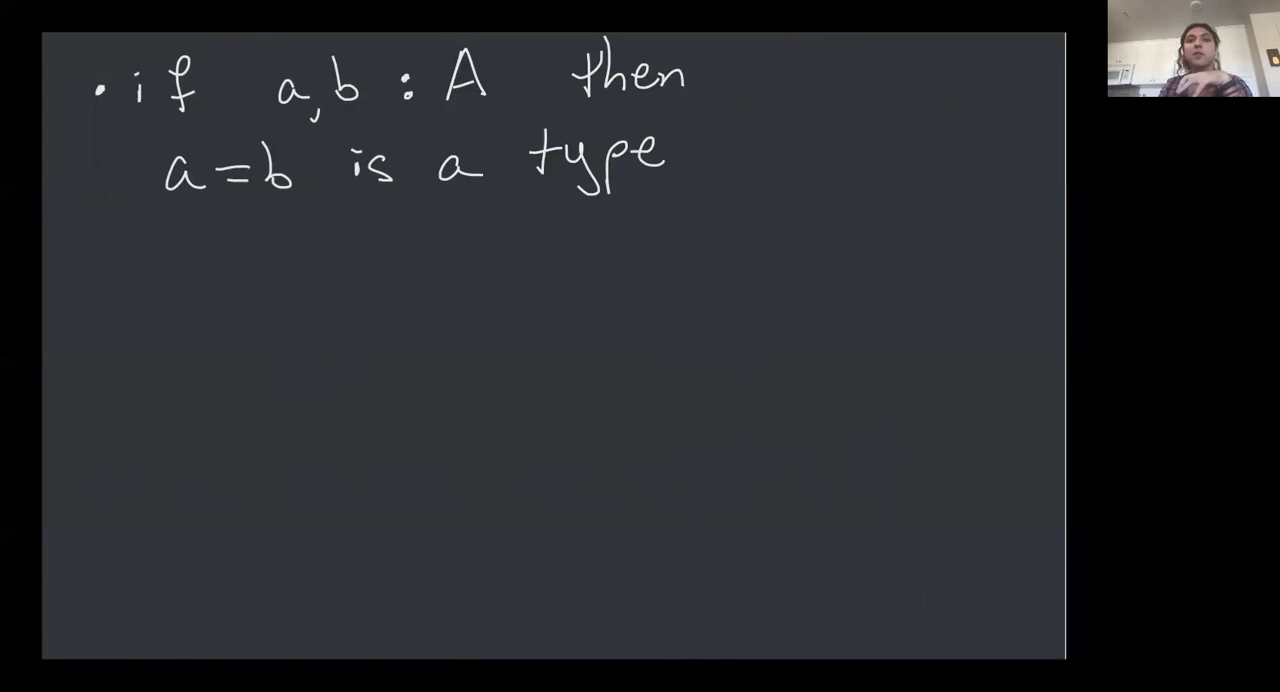 • if a, b : A then
a = b is a type